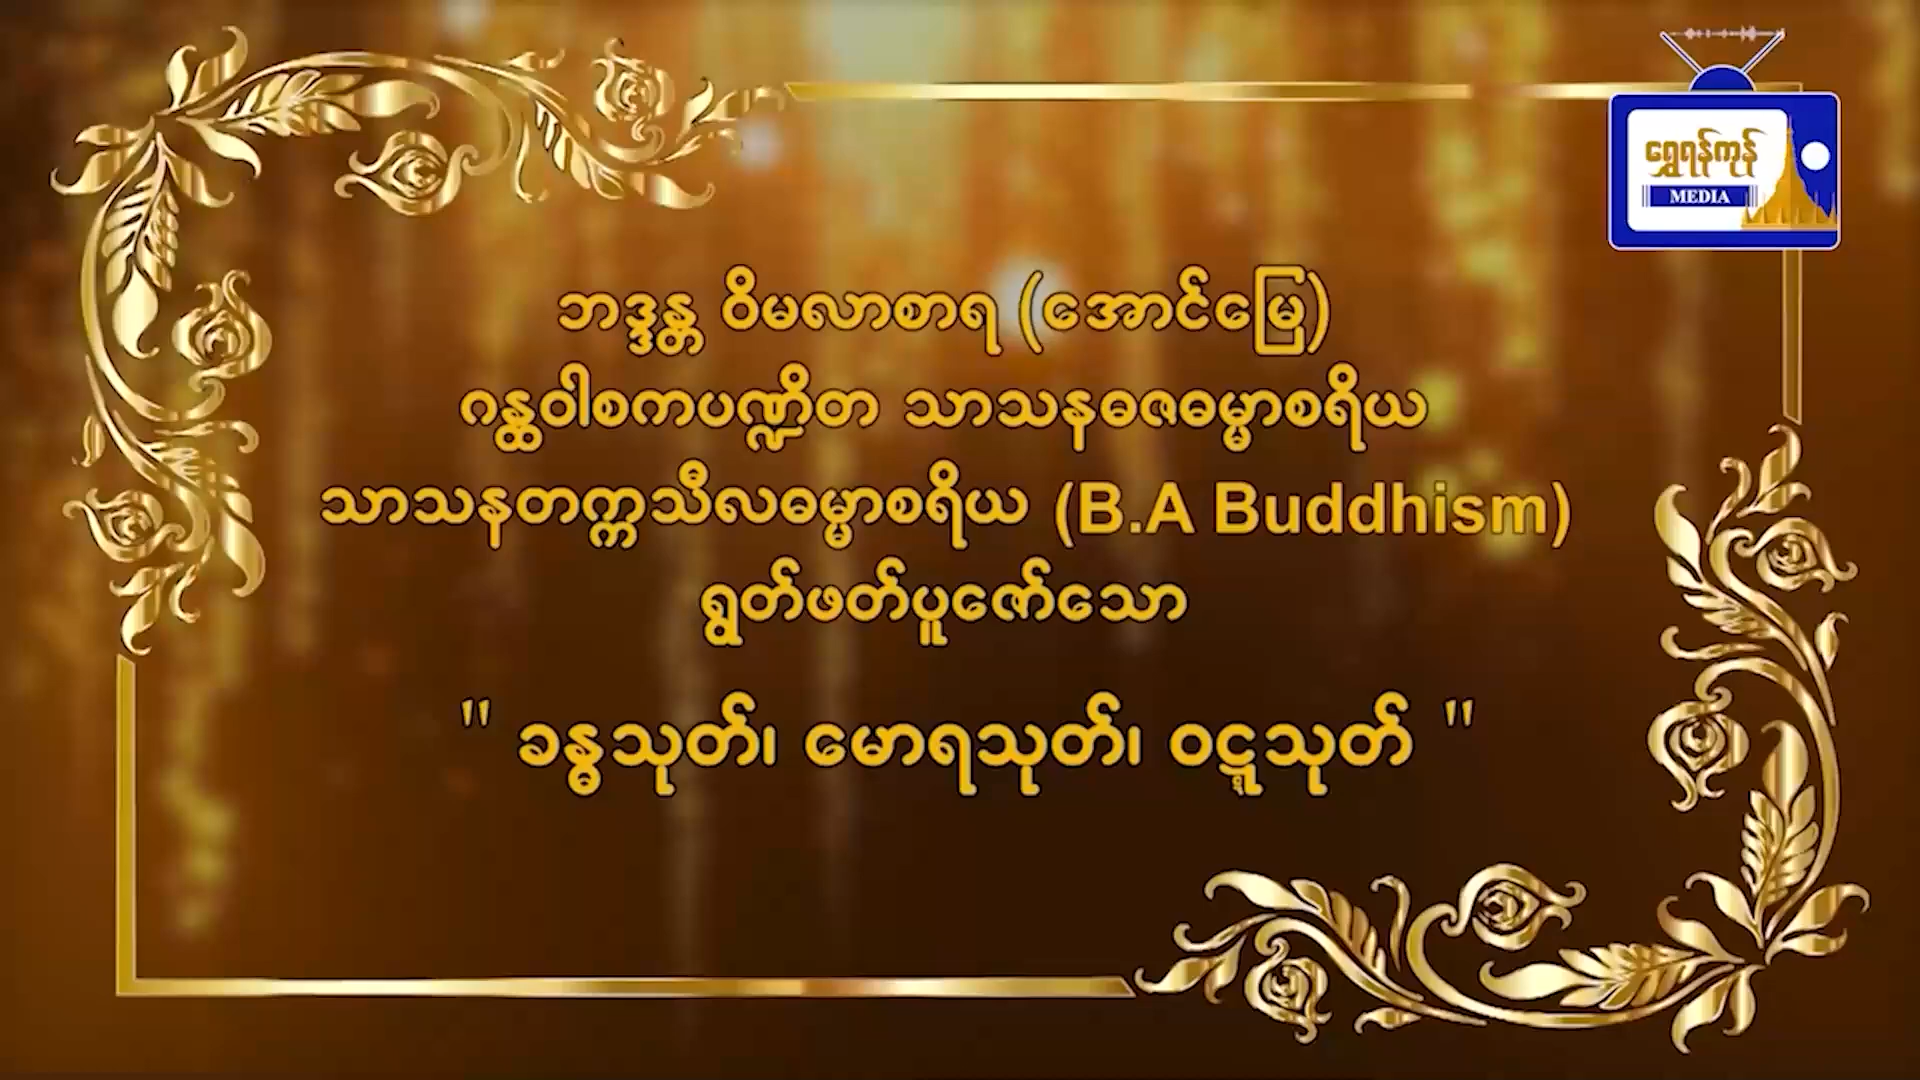 ရွှေရန်ကုန်
MEDIA
ဘဒ္ဒန္တ ဝိမလာစာရ (အောင်မြေ)
ဂန္ထဝါစကပဏ္ဍိတ သာသနဓဇဓမ္မာစရိယ
သာသနတက္ကသီလဓမ္မာစရိယ (B.A Buddhism)
ရွတ်ဖတ်ပူဇော်သော
" ခန္ဓသုတ်၊ မောရသုတ်၊ ဝဋ္ဋသုတ် "